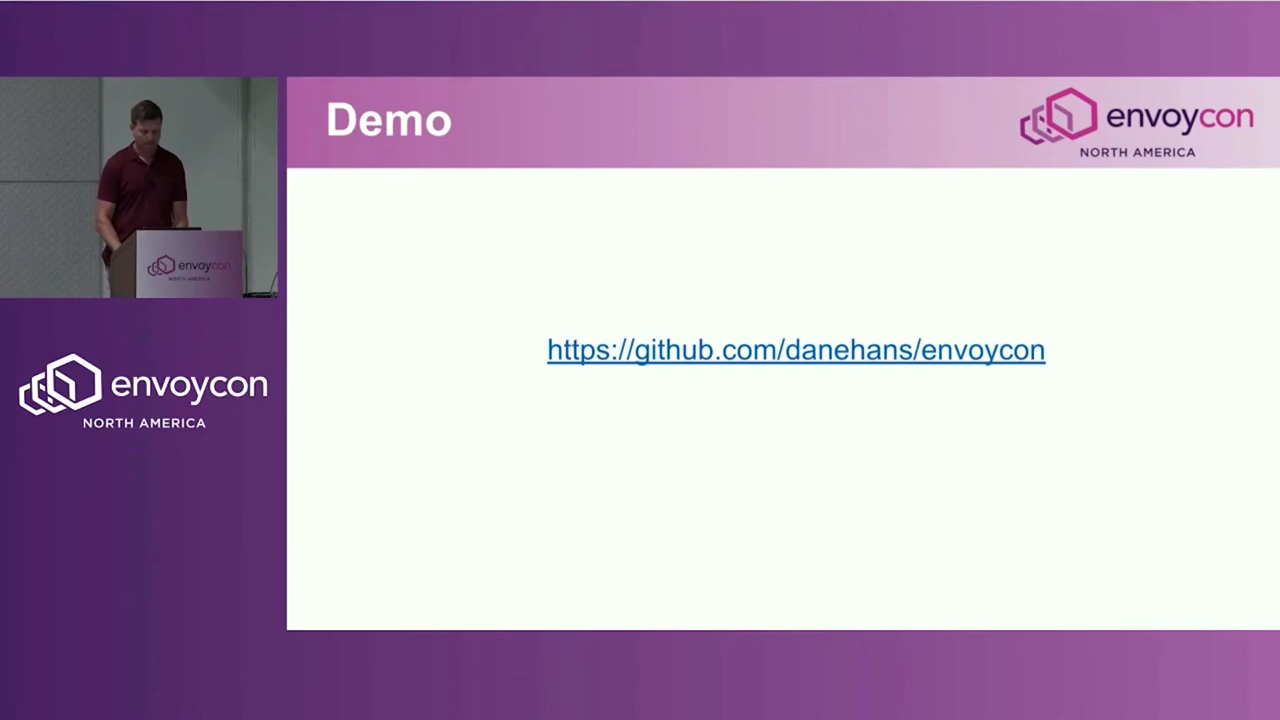 Demo
envoycon
NORTH AMERICA
https://github.com/danehans/envoycon
envoycon
NORTH AMERICA
envoycon
NORTH AMERICA